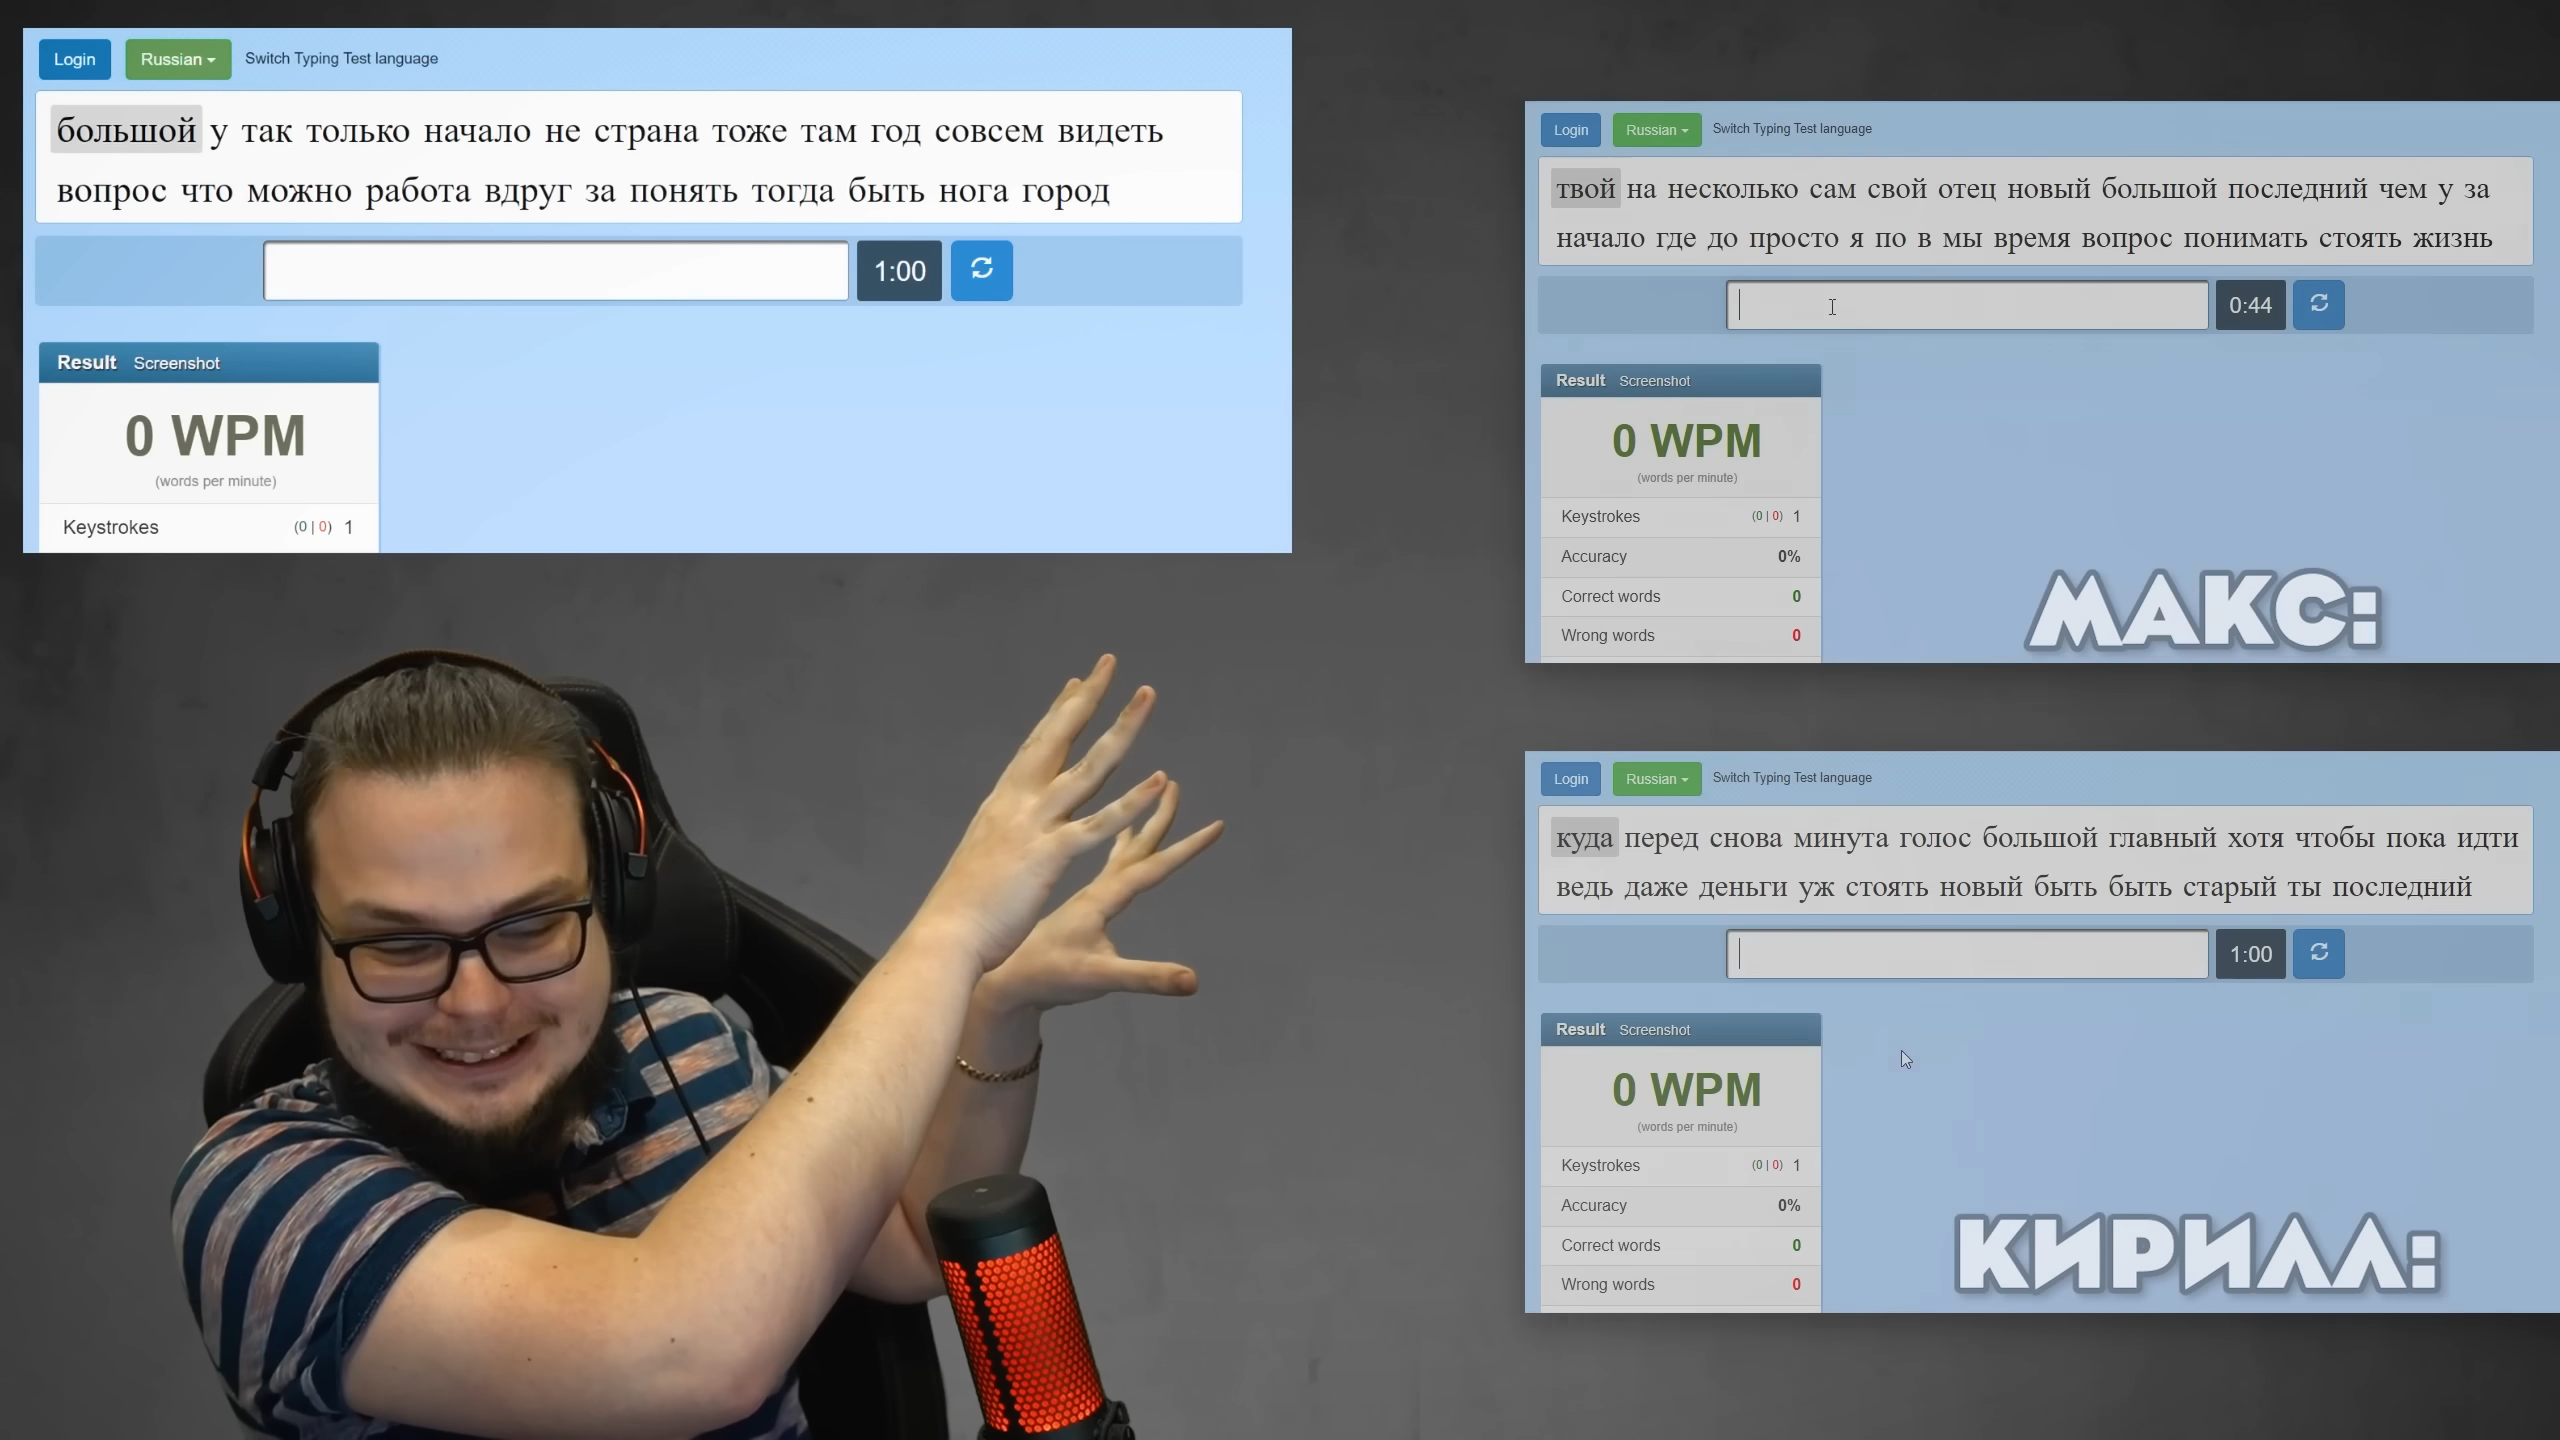 Login Russian Switch Typing Test language
большой у так только начало не страна тоже там год совсем видеть
вопрос что можно работа вдруг за понять тогда быть нога город
1:00
Result Screenshot
0 WPM
(words per minute)
Keystrokes (0 | 0) 1
Login Russian Switch Typing Test language
твой на несколько сам свой отец новый большой последний чем у за
начало где до просто я по в мы время вопрос понимать стоять жизнь
0:44
Result Screenshot
0 WPM
(words per minute)
Keystrokes (0 | 0) 1
Accuracy 0%
Correct words 0
Wrong words 0
МАКС:
Login Russian Switch Typing Test language
куда перед снова минута голос большой главный хотя чтобы пока идти
ведь даже деньги уж стоять новый быть быть старый ты последний
1:00
Result Screenshot
0 WPM
(words per minute)
Keystrokes (0 | 0) 1
Accuracy 0%
Correct words 0
Wrong words 0
КИРИЛЛ: